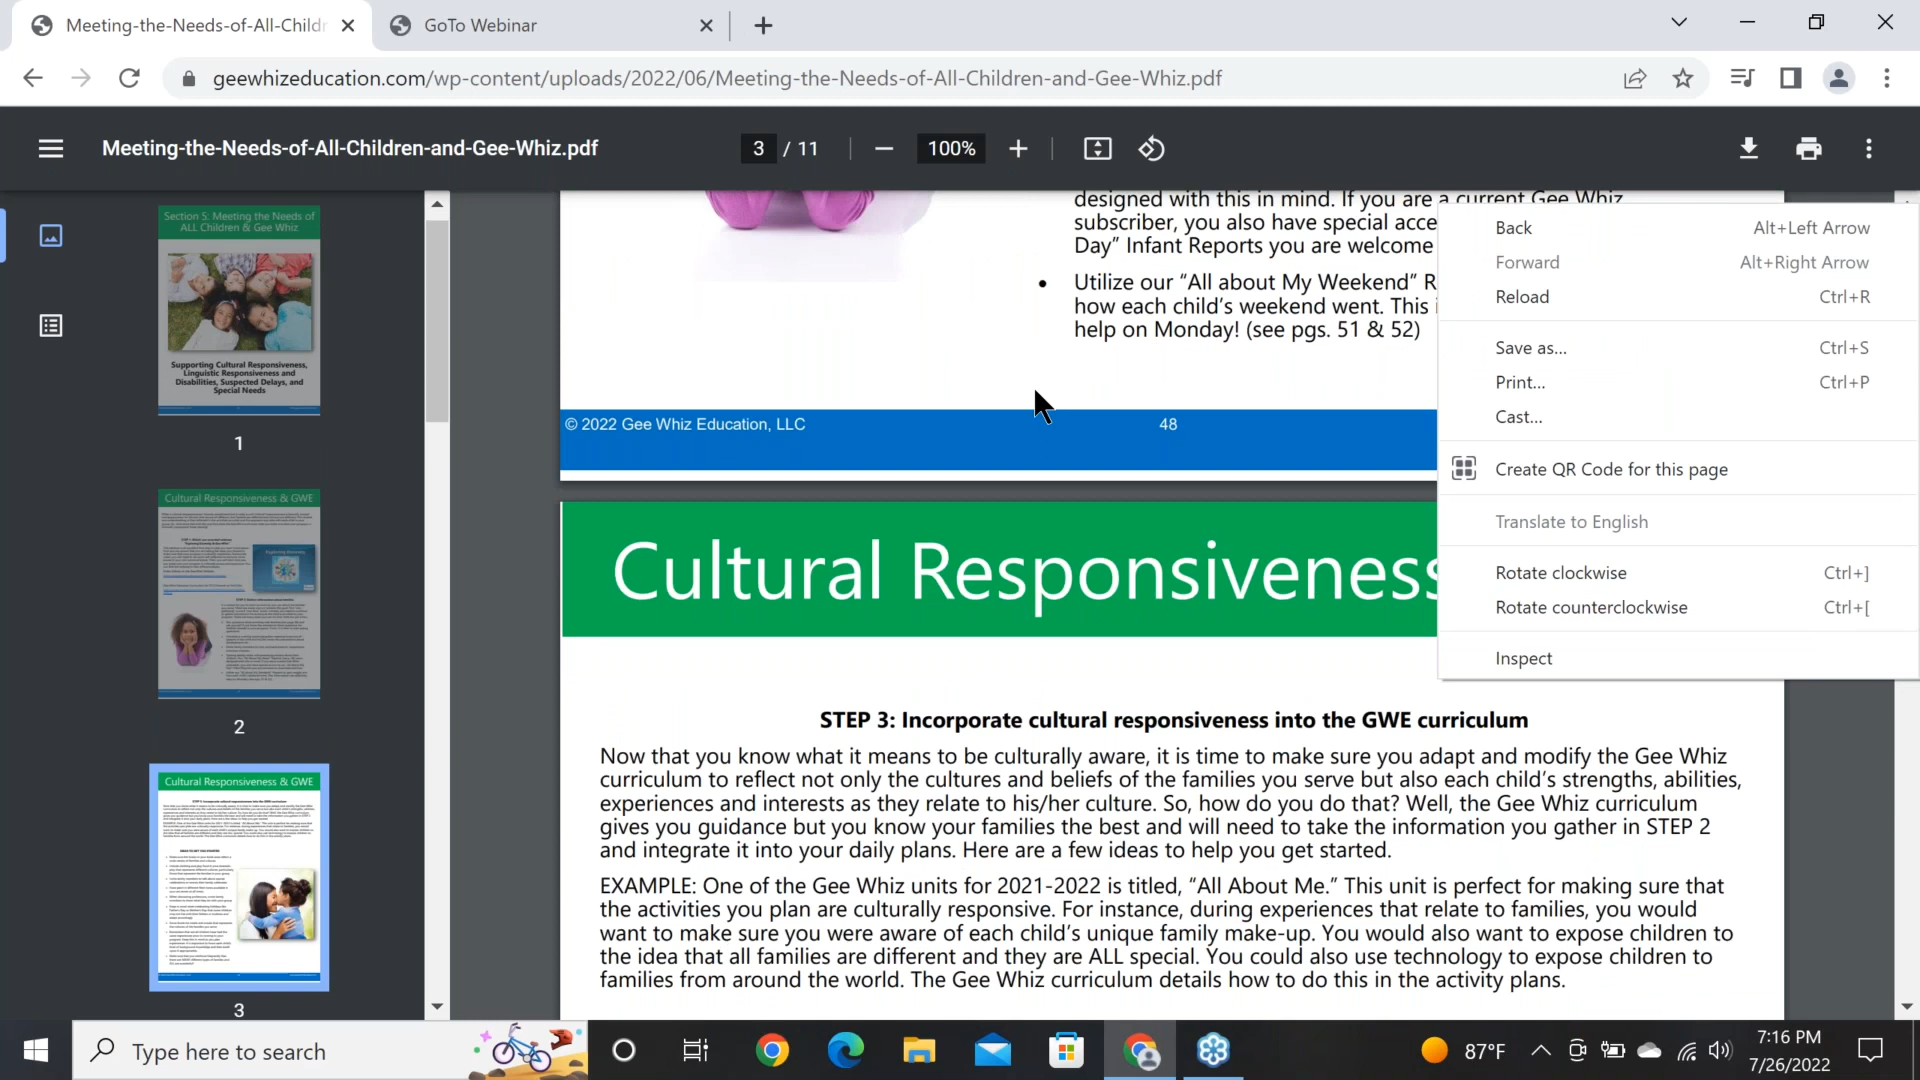 Meeting-the-Needs-of-All-Childr
GoTo Webinar
geewhizeducation.com/wp-content/uploads/2022/06/Meeting-the-Needs-of-All-Children-and-Gee-Whiz.pdf
Meeting-the-Needs-of-All-Children-and-Gee-Whiz.pdf
3 / 11
100%
Section 5: Meeting the Needs of
ALL Children & Gee Whiz
Supporting Cultural Responsiveness,
Linguistic Responsiveness and
Disabilities, Suspected Delays, and
Special Needs
1
Cultural Responsiveness & GWE
2
Cultural Responsiveness & GWE
3
designed with this in mind. If you are a current Gee Whiz
subscriber, you also have special acce
Day” Infant Reports you are welcome
• Utilize our “All about My Weekend” R
how each child’s weekend went. This i
help on Monday! (see pgs. 51 & 52)
© 2022 Gee Whiz Education, LLC
48
Cultural Responsiveness
STEP 3: Incorporate cultural responsiveness into the GWE curriculum
Now that you know what it means to be culturally aware, it is time to make sure you adapt and modify the Gee Whiz
curriculum to reflect not only the cultures and beliefs of the families you serve but also each child’s strengths, abilities,
experiences and interests as they relate to his/her culture. So, how do you do that? Well, the Gee Whiz curriculum
gives you guidance but you know your families the best and will need to take the information you gather in STEP 2
and integrate it into your daily plans. Here are a few ideas to help you get started.
EXAMPLE: One of the Gee Whiz units for 2021-2022 is titled, “All About Me.” This unit is perfect for making sure that
the activities you plan are culturally responsive. For instance, during experiences that relate to families, you would
want to make sure you were aware of each child’s unique family make-up. You would also want to expose children to
the idea that all families are different and they are ALL special. You could also use technology to expose children to
families from around the world. The Gee Whiz curriculum details how to do this in the activity plans.
Back Alt+Left Arrow
Forward Alt+Right Arrow
Reload Ctrl+R
Save as... Ctrl+S
Print... Ctrl+P
Cast...
Create QR Code for this page
Translate to English
Rotate clockwise Ctrl+]
Rotate counterclockwise Ctrl+[
Inspect
Type here to search
87°F
7:16 PM
7/26/2022